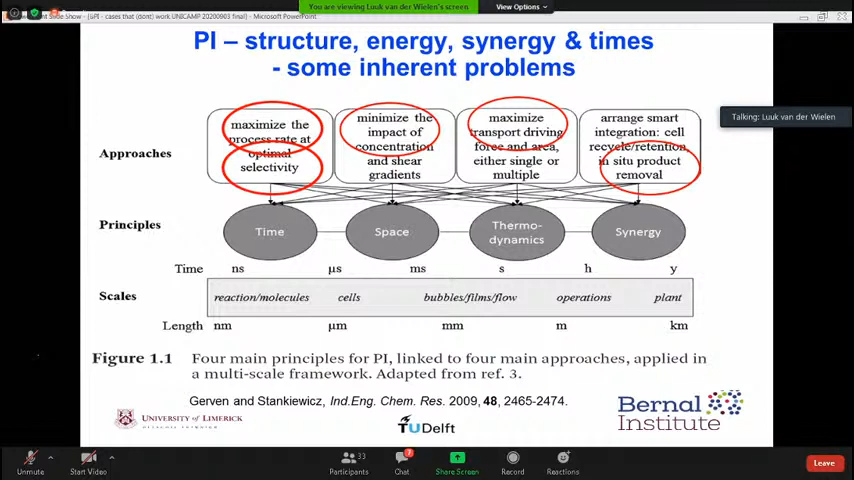 nt Slide Show - [µPI - cases that (dont) work UNICAMP 20200903 final] - Microsoft PowerPoint
You are viewing Luuk van der Wielen's screen
View Options
PI – structure, energy, synergy & times
- some inherent problems
Talking: Luuk van der Wielen
Approaches
maximize the
process rate at
optimal
selectivity
minimize the
impact of
concentration
and shear
gradients
maximize
transport driving
force and area,
either single or
multiple
arrange smart
integration: cell
recycle/retention,
in situ product
removal
Principles
Time
Space
Thermo-
dynamics
Synergy
Time ns µs ms s h y
Scales
reaction/molecules cells bubbles/films/flow operations plant
Length nm µm mm m km
Figure 1.1 Four main principles for PI, linked to four main approaches, applied in
a multi-scale framework. Adapted from ref. 3.
Gerven and Stankiewicz, Ind.Eng. Chem. Res. 2009, 48, 2465-2474.
UNIVERSITY OF LIMERICK
TU Delft
Bernal
Institute
Unmute
Start Video
Participants
33
Chat
7
Share Screen
Record
Reactions
Leave